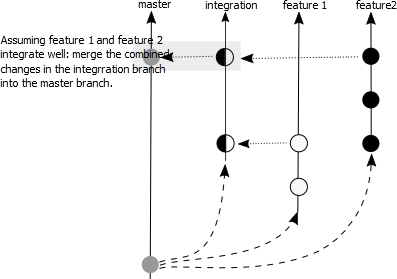 master integration feature 1 feature2
Assuming feature 1 and feature 2
integrate well: merge the combined
changes in the integrration branch
into the master branch.